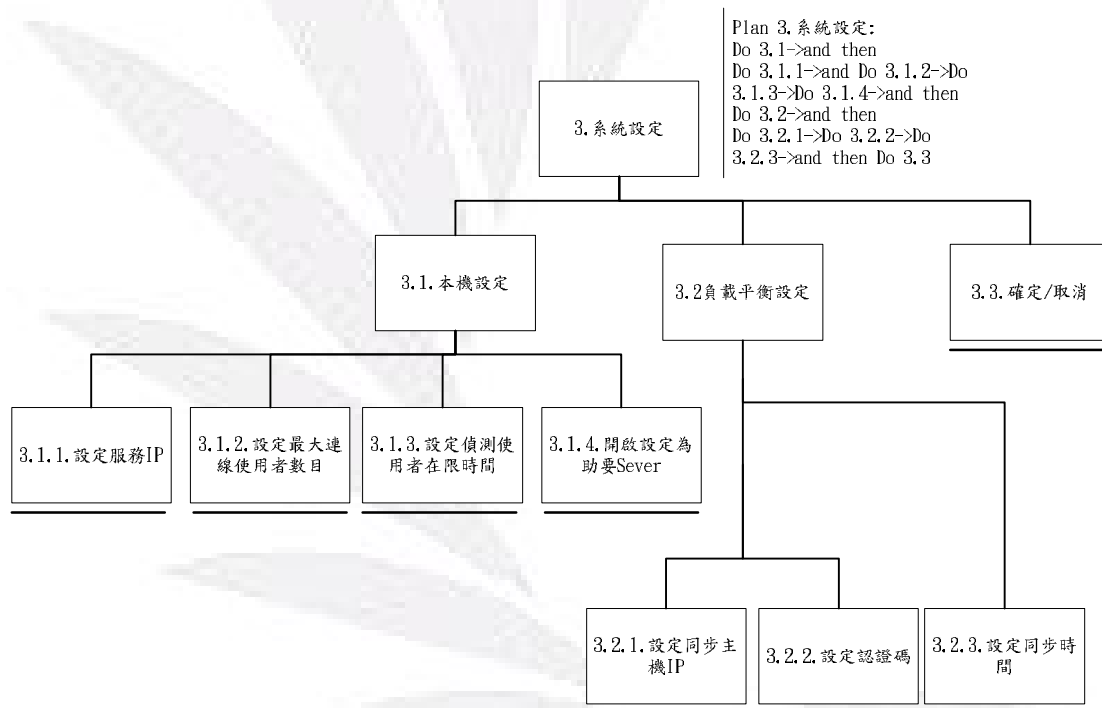 Plan 3.系統設定:
Do 3.1->and then
Do 3.1.1->and Do 3.1.2->Do
3.1.3->Do 3.1.4->and then
Do 3.2->and then
Do 3.2.1->Do 3.2.2->Do
3.2.3->and then Do 3.3
3.系統設定
3.1.本機設定
3.2負載平衡設定
3.3.確定/取消
3.1.1.設定服務IP
3.1.2.設定最大連
線使用者數目
3.1.3.設定偵測使
用者在限時間
3.1.4.開啟設定為
助要Sever
3.2.1.設定同步主
機IP
3.2.2.設定認證碼
3.2.3.設定同步時
間